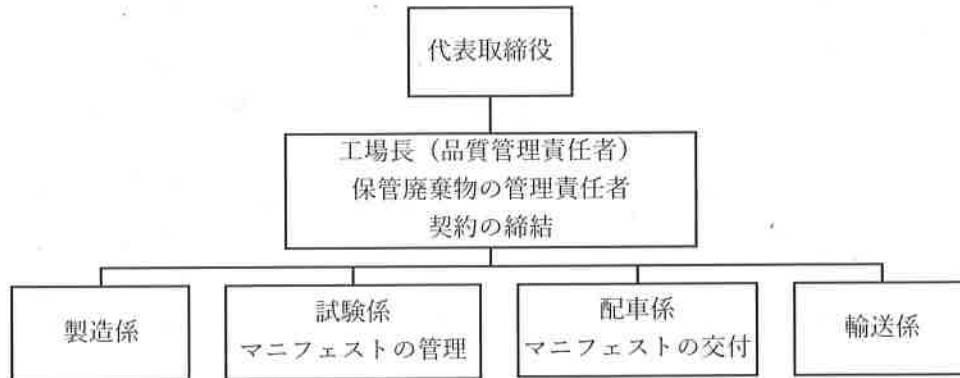 代表取締役
工場長(品質管理責任者)
保管廃棄物の管理責任者
契約の締結
製造係
試験係
マニフェストの管理
配車係
マニフェストの交付
輸送係